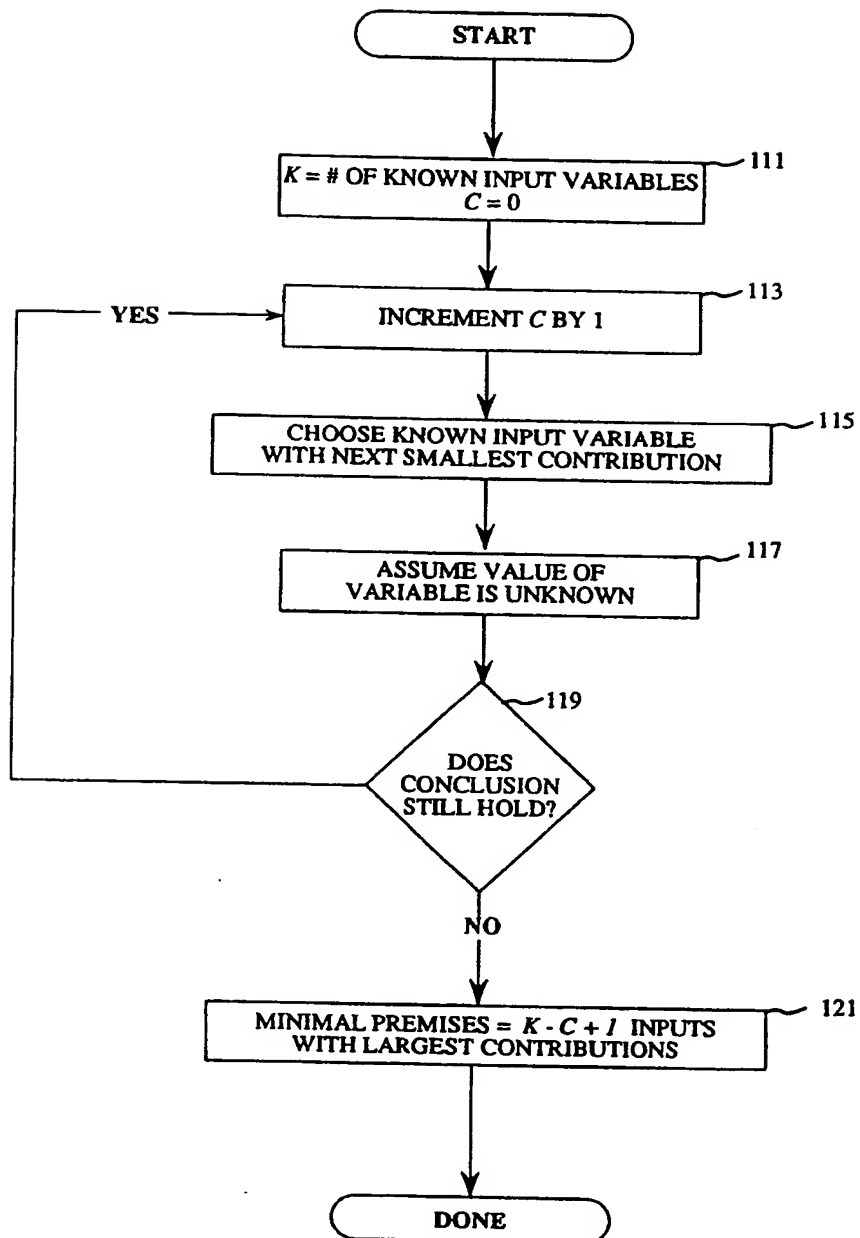 START
111
K = # OF KNOWN INPUT VARIABLES
C = 0
113
YES
INCREMENT C BY 1
115
CHOOSE KNOWN INPUT VARIABLE
WITH NEXT SMALLEST CONTRIBUTION
117
ASSUME VALUE OF
VARIABLE IS UNKNOWN
119
DOES
CONCLUSION
STILL HOLD?
NO
121
MINIMAL PREMISES = K - C + 1 INPUTS
WITH LARGEST CONTRIBUTIONS
DONE